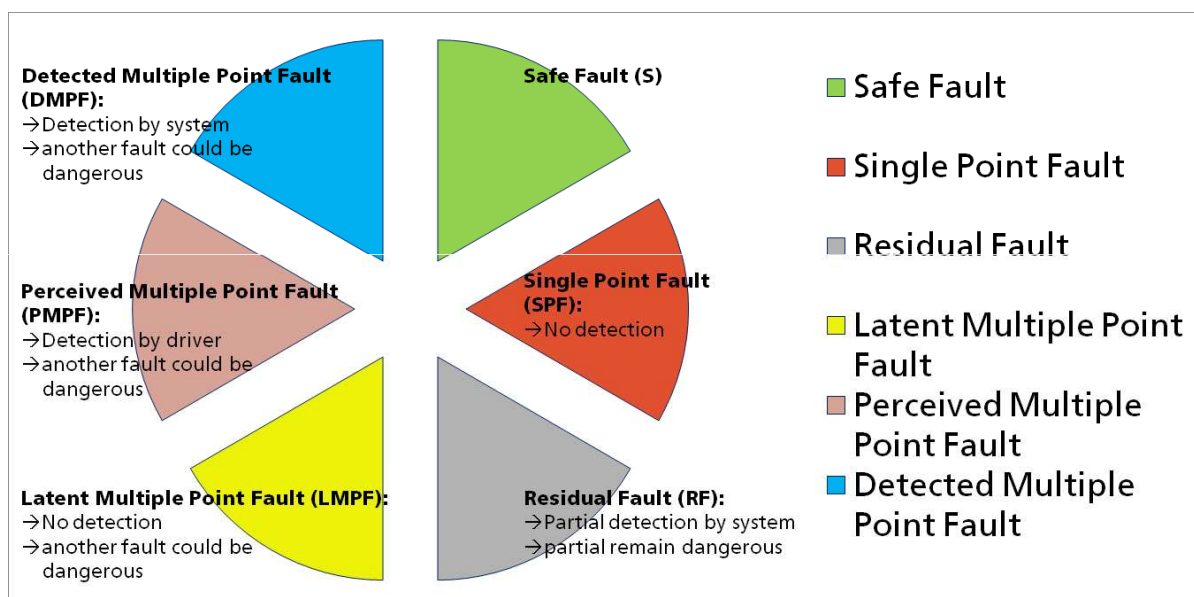 Detected Multiple Point Fault
(DMPF):
→Detection by system
→another fault could be
dangerous
Safe Fault (S)
Perceived Multiple Point Fault
(PMPF):
→Detection by driver
→another fault could be
dangerous
Single Point Fault
(SPF):
→No detection
Latent Multiple Point Fault (LMPF):
→No detection
→another fault could be
dangerous
Residual Fault (RF):
→Partial detection by system
→partial remain dangerous
Safe Fault
Single Point Fault
Residual Fault
Latent Multiple Point
Fault
Perceived Multiple
Point Fault
Detected Multiple
Point Fault